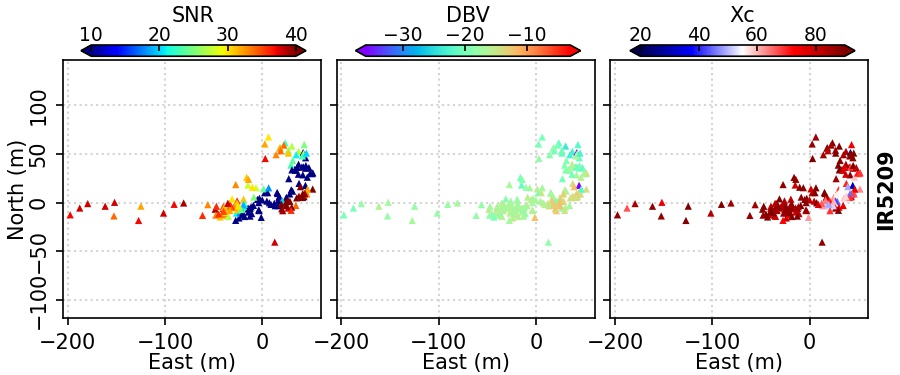 SNR DBV Xc
10 20 30 40 −30 −20 −10 20 40 60 80
100
50
0
−50
−100
North (m)
IR5209
−200 −100 0 −200 −100 0 −200 −100 0
East (m) East (m) East (m)